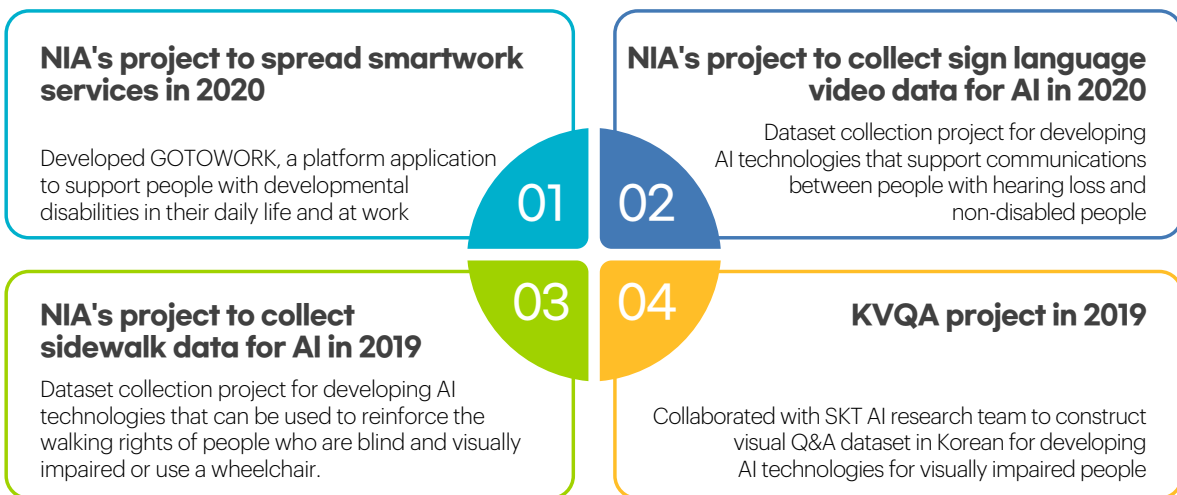 NIA's project to spread smartwork
services in 2020
Developed GOTOWORK, a platform application
to support people with developmental
disabilities in their daily life and at work
01
NIA's project to collect sign language
video data for AI in 2020
Dataset collection project for developing
AI technologies that support communications
between people with hearing loss and
non-disabled people
02
NIA's project to collect
sidewalk data for AI in 2019
Dataset collection project for developing AI
technologies that can be used to reinforce the
walking rights of people who are blind and visually
impaired or use a wheelchair.
03
KVQA project in 2019
Collaborated with SKT AI research team to construct
visual Q&A dataset in Korean for developing
AI technologies for visually impaired people
04